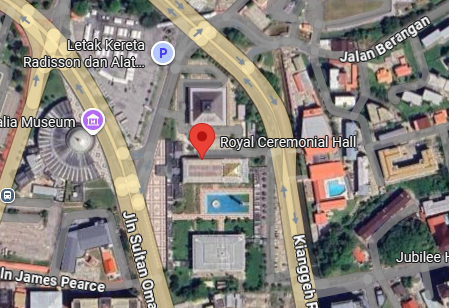 Letak Kereta
Radisson dan Alat...
P
Jalan Berangan
alia Museum
Royal Ceremonial Hall
Jln Sultan Oma
Kianggeh R
Jubilee H
ln James Pearce